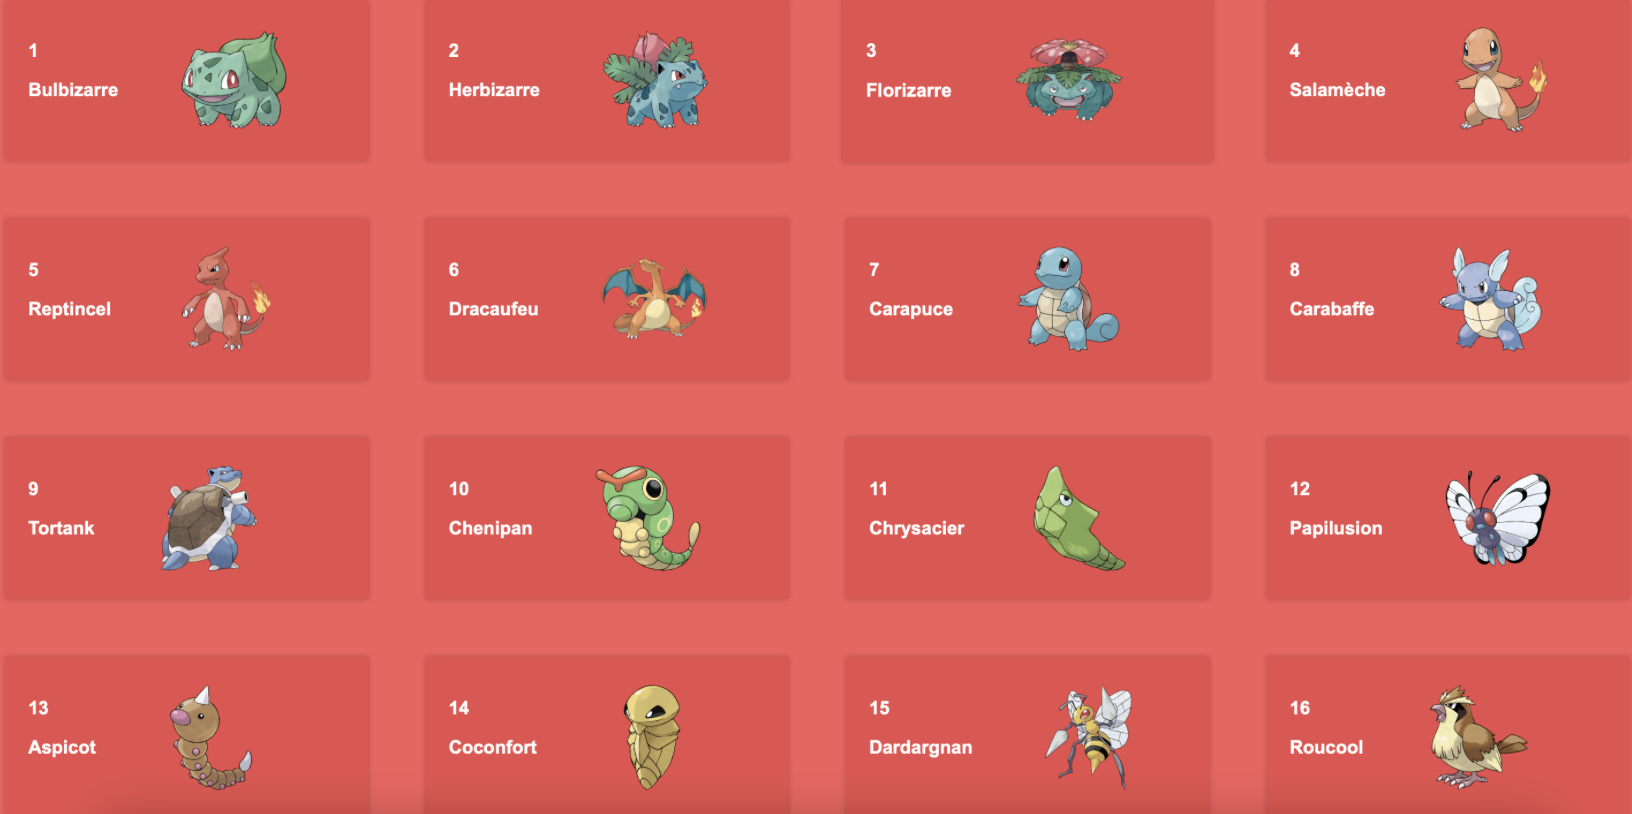 1
Bulbizarre
2
Herbizarre
3
Florizarre
4
Salamèche
5
Reptincel
6
Dracaufeu
7
Carapuce
8
Carabaffe
9
Tortank
10
Chenipan
11
Chrysacier
12
Papilusion
13
Aspicot
14
Coconfort
15
Dardargnan
16
Roucool